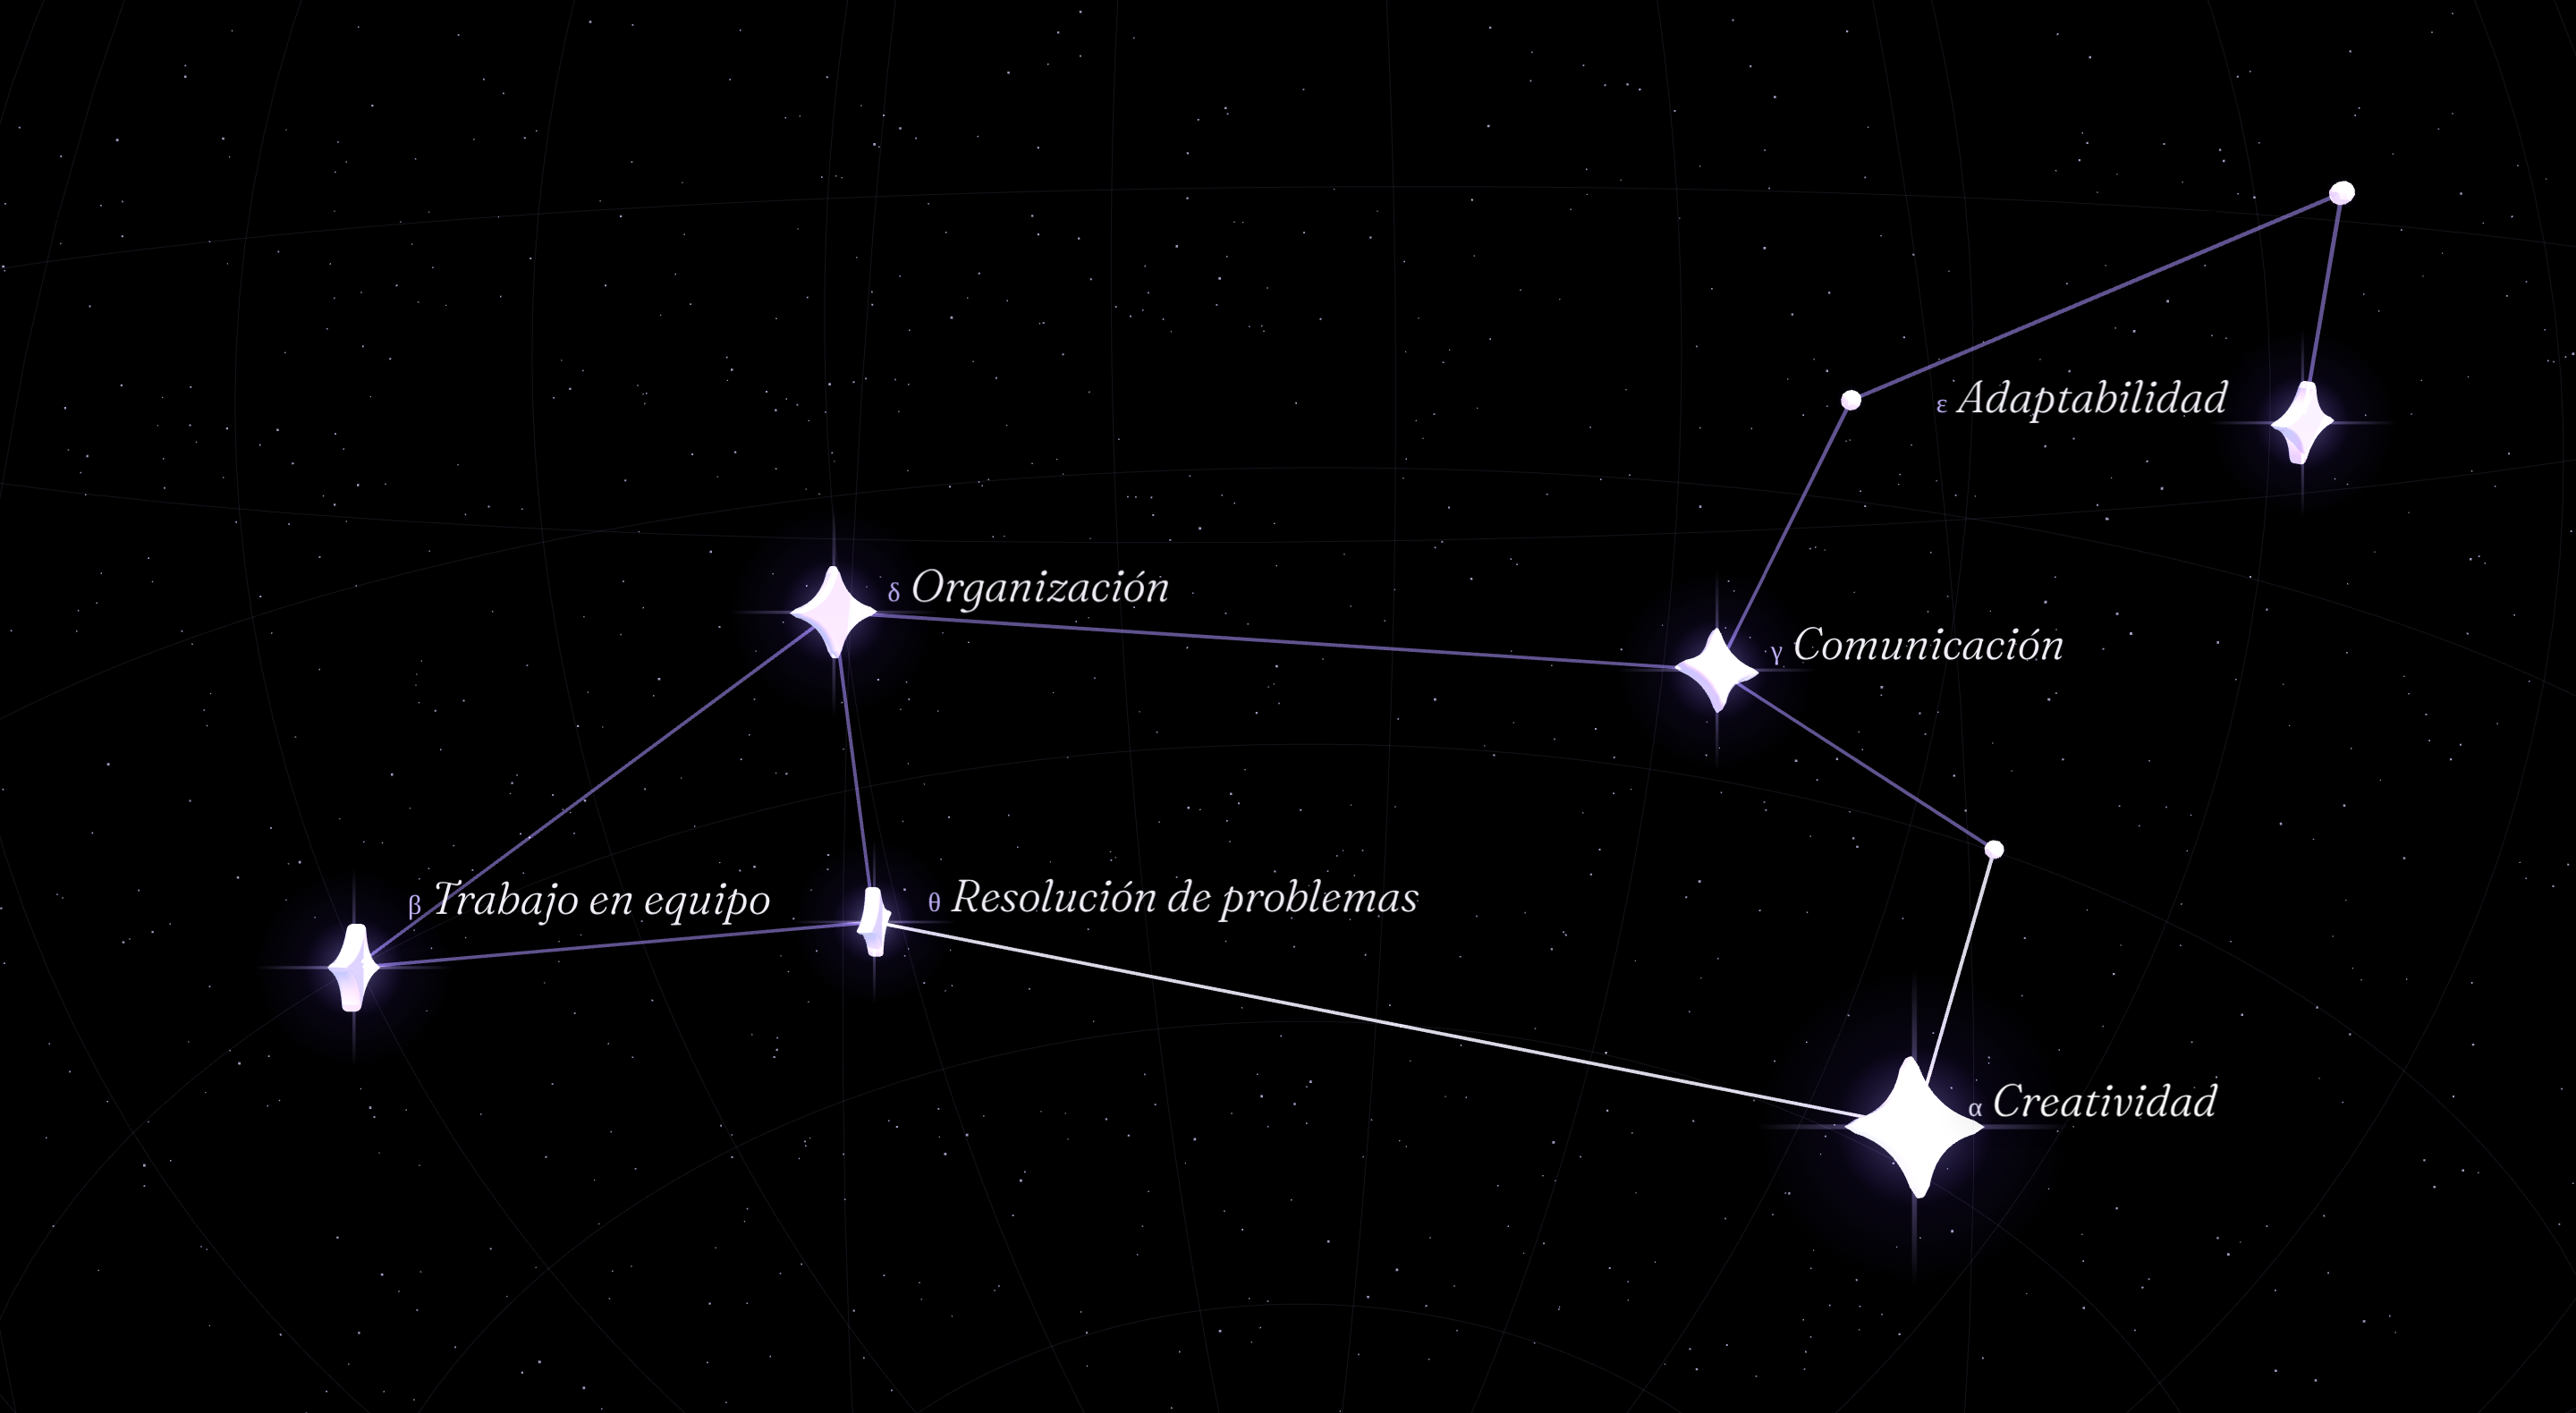 ε Adaptabilidad
δ Organización
γ Comunicación
β Trabajo en equipo
θ Resolución de problemas
α Creatividad